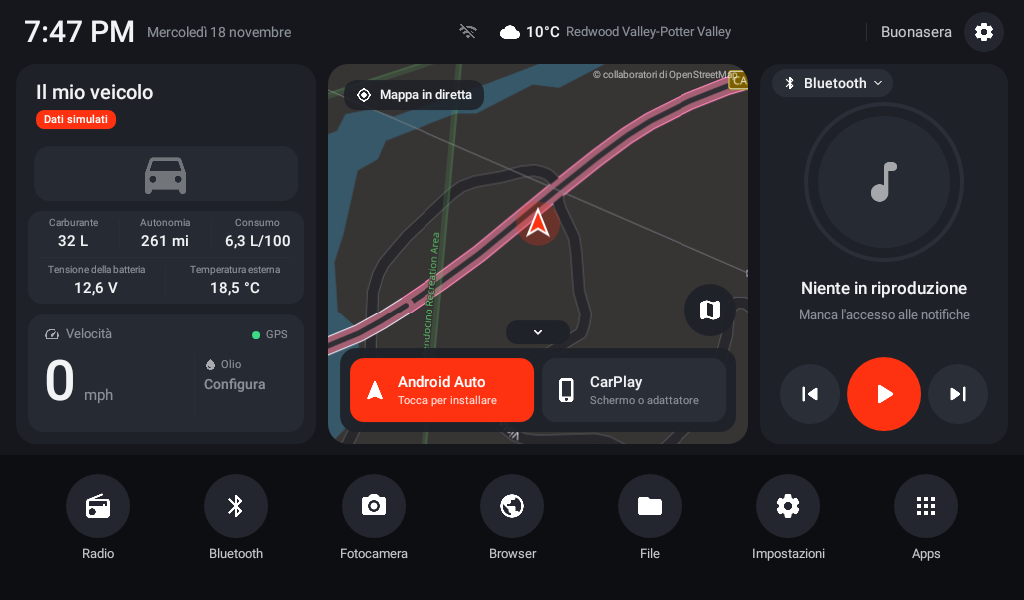 7:47 PM
Mercoledì 18 novembre
10°C
Redwood Valley-Potter Valley
Buonasera
Il mio veicolo
Dati simulati
Carburante
32 L
Autonomia
261 mi
Consumo
6,3 L/100
Tensione della batteria
12,6 V
Temperatura esterna
18,5 °C
Velocità
GPS
0 mph
Olio
Configura
© collaboratori di OpenStreetMap
CA
Mappa in diretta
Recreation Area
Android Auto
Tocca per installare
CarPlay
Schermo o adattatore
Bluetooth
Niente in riproduzione
Manca l'accesso alle notifiche
Radio
Bluetooth
Fotocamera
Browser
File
Impostazioni
Apps